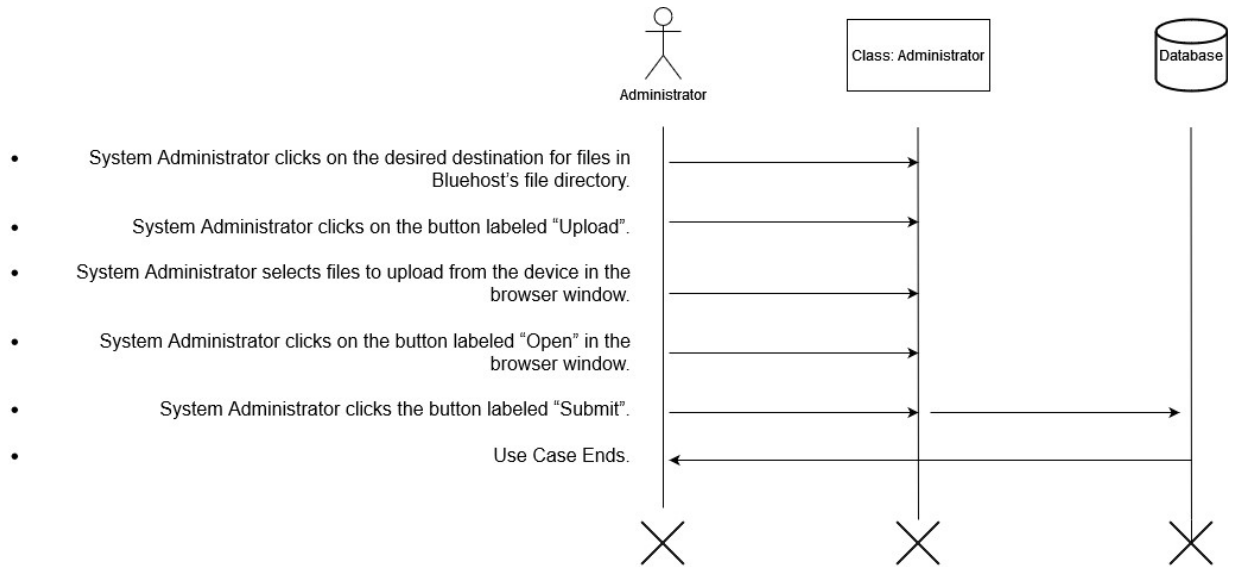 Administrator
Class: Administrator
Database
• System Administrator clicks on the desired destination for files in
Bluehost's file directory.
• System Administrator clicks on the button labeled “Upload”.
• System Administrator selects files to upload from the device in the
browser window.
• System Administrator clicks on the button labeled “Open” in the
browser window.
• System Administrator clicks the button labeled “Submit”.
• Use Case Ends.